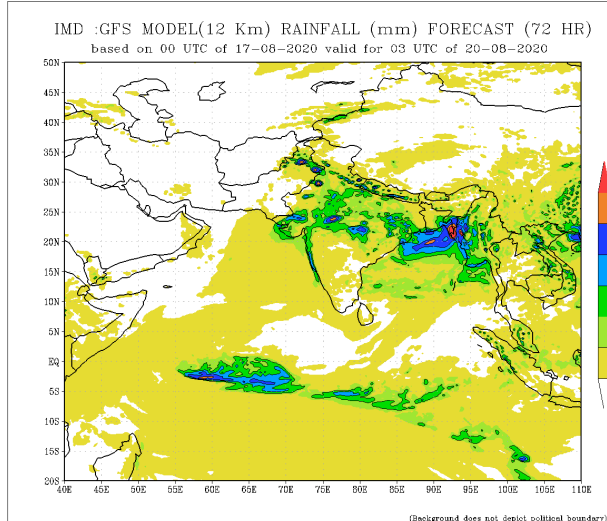 IMD :GFS MODEL(12 Km) RAINFALL (mm) FORECAST (72 HR)
based on 00 UTC of 17-08-2020 valid for 03 UTC of 20-08-2020
50N
45N
40N
35N
30N
25N
20N
15N
10N
5N
EQ
5S
10S
15S
20S
40E 45E 50E 55E 60E 65E 70E 75E 80E 85E 90E 95E 100E 105E 110E
(Background does not depict political boundary)